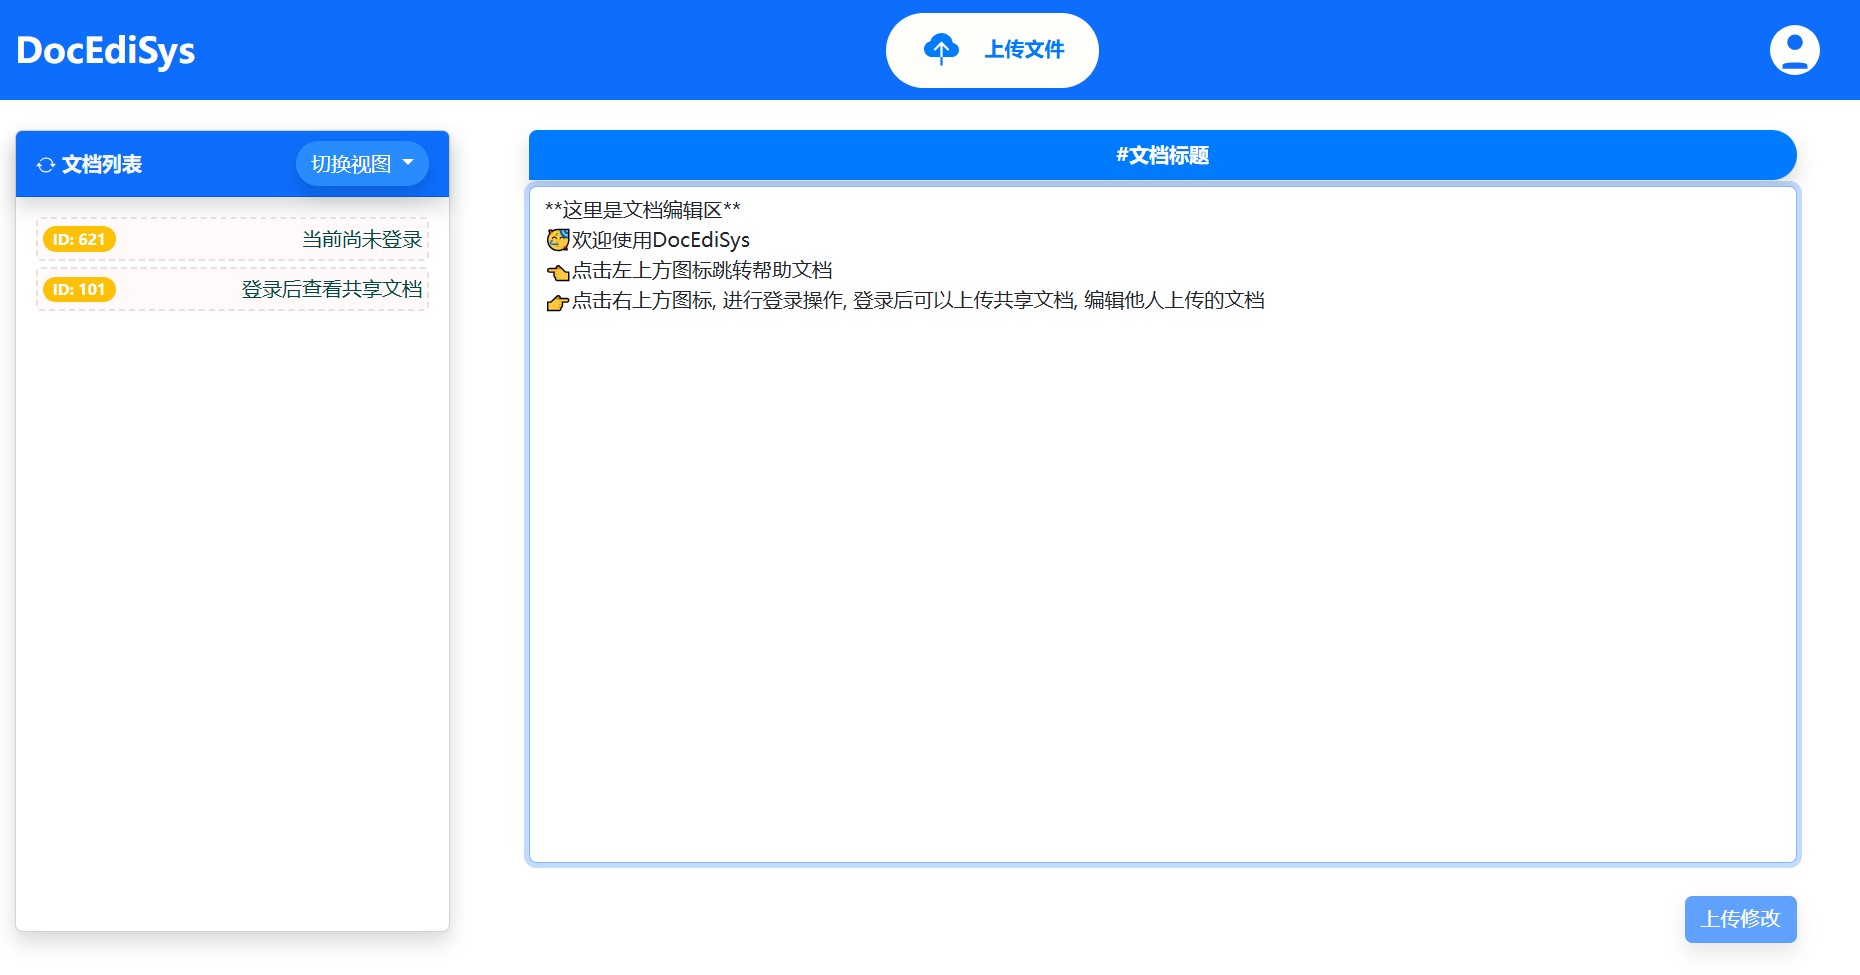 DocEdiSys
上传文件
文档列表
切换视图
ID: 621 当前尚未登录
ID: 101 登录后查看共享文档
#文档标题
**这里是文档编辑区**
🥳欢迎使用DocEdiSys
👈点击左上方图标跳转帮助文档
👉点击右上方图标, 进行登录操作, 登录后可以上传共享文档, 编辑他人上传的文档
上传修改